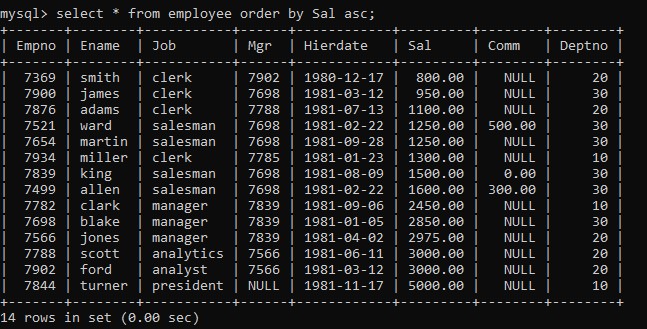 mysql> select * from employee order by Sal asc;
+-------+--------+-----------+------+------------+---------+--------+--------+
| Empno | Ename  | Job       | Mgr  | Hierdate   | Sal     | Comm   | Deptno |
+-------+--------+-----------+------+------------+---------+--------+--------+
|  7369 | smith  | clerk     | 7902 | 1980-12-17 |  800.00 |   NULL |     20 |
|  7900 | james  | clerk     | 7698 | 1981-03-12 |  950.00 |   NULL |     30 |
|  7876 | adams  | clerk     | 7788 | 1981-07-13 | 1100.00 |   NULL |     20 |
|  7521 | ward   | salesman  | 7698 | 1981-02-22 | 1250.00 | 500.00 |     30 |
|  7654 | martin | salesman  | 7698 | 1981-09-28 | 1250.00 |   NULL |     30 |
|  7934 | miller | clerk     | 7785 | 1981-01-23 | 1300.00 |   NULL |     10 |
|  7839 | king   | salesman  | 7698 | 1981-08-09 | 1500.00 |   0.00 |     30 |
|  7499 | allen  | salesman  | 7698 | 1981-02-22 | 1600.00 | 300.00 |     30 |
|  7782 | clark  | manager   | 7839 | 1981-09-06 | 2450.00 |   NULL |     10 |
|  7698 | blake  | manager   | 7839 | 1981-01-05 | 2850.00 |   NULL |     30 |
|  7566 | jones  | manager   | 7839 | 1981-04-02 | 2975.00 |   NULL |     20 |
|  7788 | scott  | analytics | 7566 | 1981-06-11 | 3000.00 |   NULL |     20 |
|  7902 | ford   | analyst   | 7566 | 1981-03-12 | 3000.00 |   NULL |     20 |
|  7844 | turner | president | NULL | 1981-11-17 | 5000.00 |   NULL |     10 |
+-------+--------+-----------+------+------------+---------+--------+--------+
14 rows in set (0.00 sec)